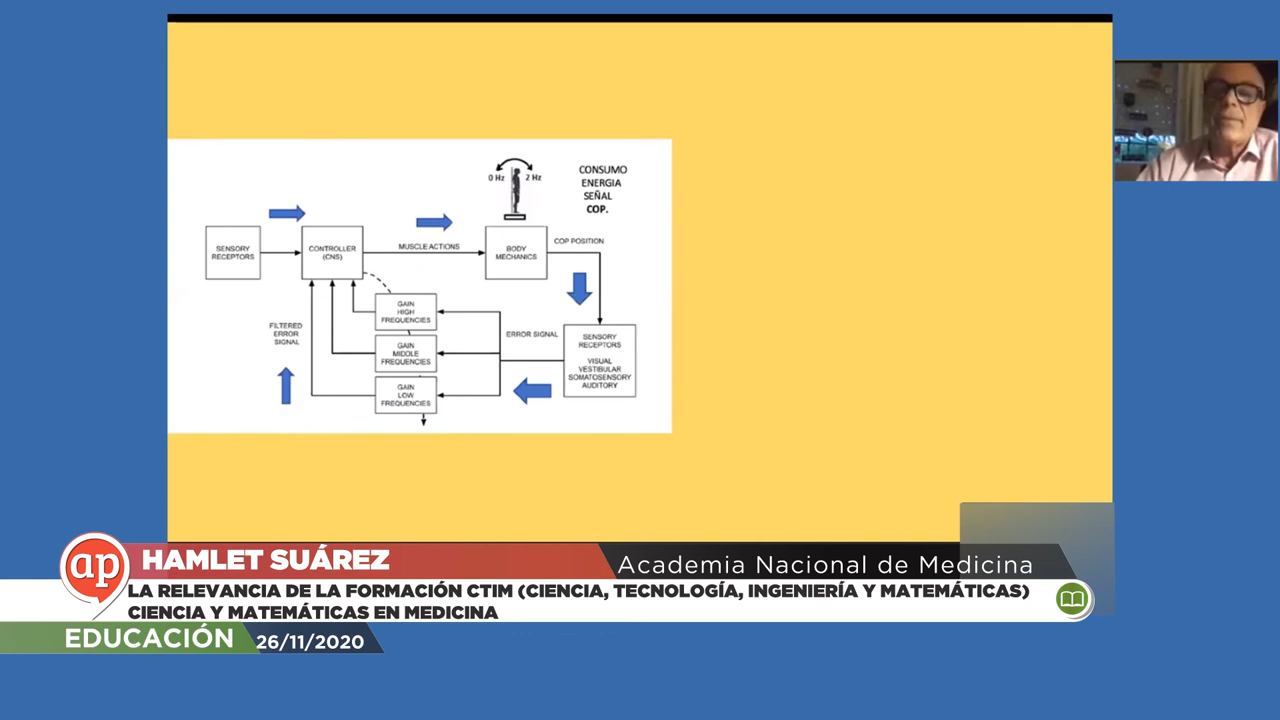 0 Hz
2 Hz
CONSUMO
ENERGIA
SEÑAL
COP.
SENSORY
RECEPTORS
CONTROLLER
(CNS)
MUSCLE ACTIONS
BODY
MECHANICS
COP POSITION
GAIN
HIGH
FREQUENCIES
FILTERED
ERROR
SIGNAL
GAIN
MIDDLE
FREQUENCIES
ERROR SIGNAL
SENSORY
RECEPTORS
VISUAL
VESTIBULAR
SOMATOSENSORY
AUDITORY
GAIN
LOW
FREQUENCIES
ap
HAMLET SUÁREZ
Academia Nacional de Medicina
LA RELEVANCIA DE LA FORMACIÓN CTIM (CIENCIA, TECNOLOGÍA, INGENIERÍA Y MATEMÁTICAS)
CIENCIA Y MATEMÁTICAS EN MEDICINA
EDUCACIÓN
26/11/2020